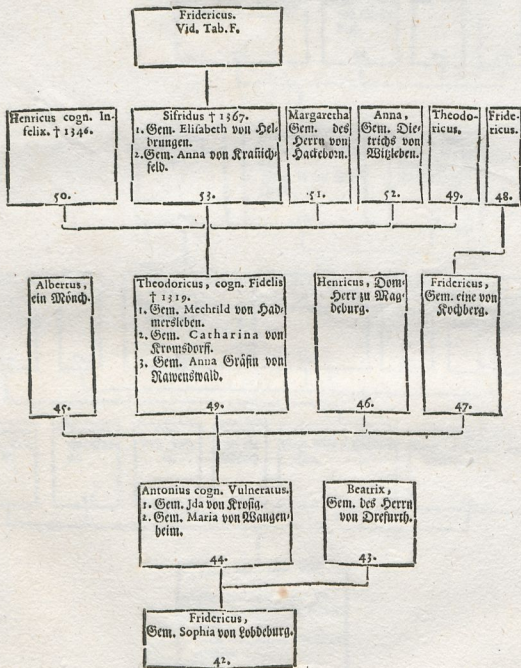 Fridericus.
Vid. Tab. F.
Henricus cogn. In-
felix. † 1346.
50.
Sifridus † 1367.
1. Gem. Elisabeth von Hel-
drungen.
2. Gem. Anna von Kranich-
feld.
53.
Margaretha
Gem. des
Herrn von
Hackeborn.
51.
Anna,
Gem. Die-
trichs von
Witzleben.
52.
Theodo-
ricus.
49.
Fride-
ricus.
48.
Albertus,
ein Mönch.
45.
Theodoricus, cogn. Fidelis
† 1319.
1. Gem. Mechtild von Had-
mersleben.
2. Gem. Catharina von
Kromsdorff.
3. Gem. Anna Gräfin von
Rawenswald.
49.
Henricus, Dom-
Herr zu Mag-
deburg.
46.
Fridericus,
Gem. eine von
Kochberg.
47.
Antonius cogn. Vulneratus.
1. Gem. Jda von Krosig.
2. Gem. Maria von Wangen-
heim.
44.
Beatrix,
Gem. des Herrn
von Drefurth.
43.
Fridericus,
Gem. Sophia von Lobdeburg.
42.